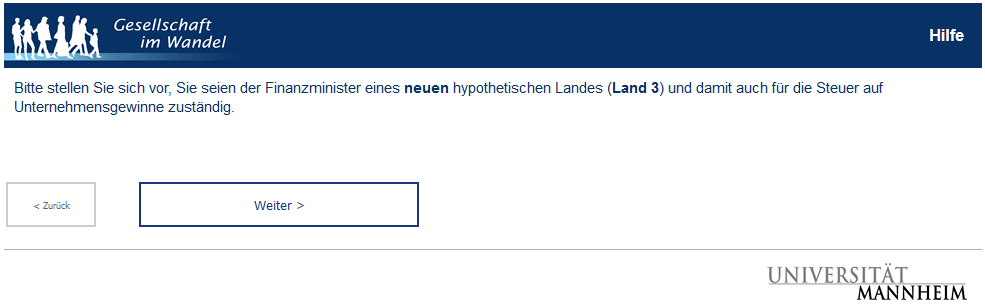 Gesellschaft
im Wandel
Hilfe
Bitte stellen Sie sich vor, Sie seien der Finanzminister eines neuen hypothetischen Landes (Land 3) und damit auch für die Steuer auf
Unternehmensgewinne zuständig.
< Zurück
Weiter >
UNIVERSITÄT
MANNHEIM